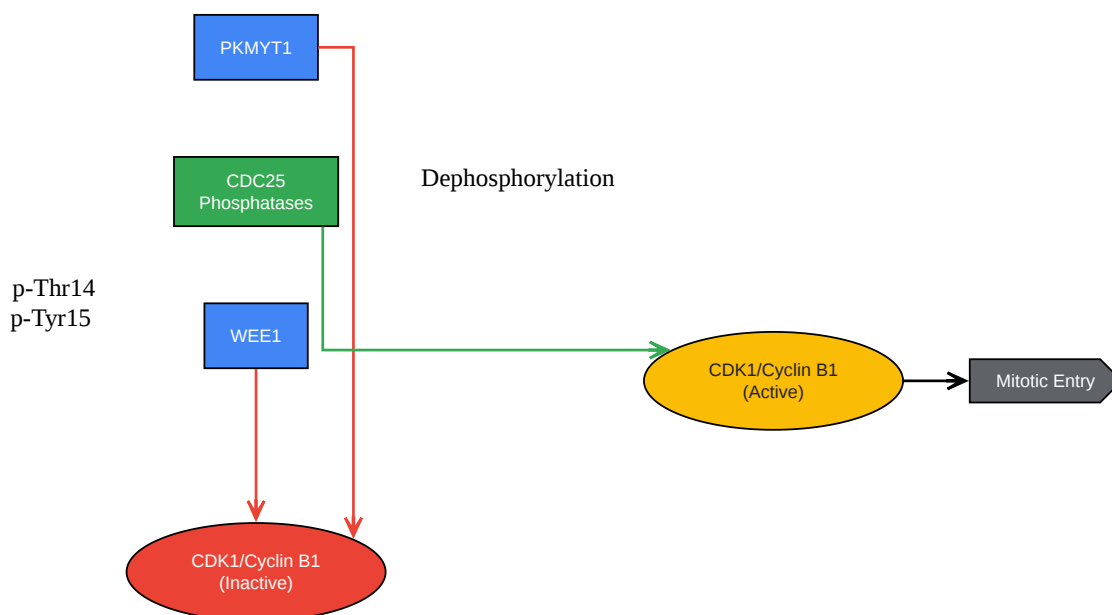 PKMYT1
CDC25
Phosphatases
Dephosphorylation
p-Thr14
p-Tyr15
WEE1
CDK1/Cyclin B1
(Active)
Mitotic Entry
CDK1/Cyclin B1
(Inactive)